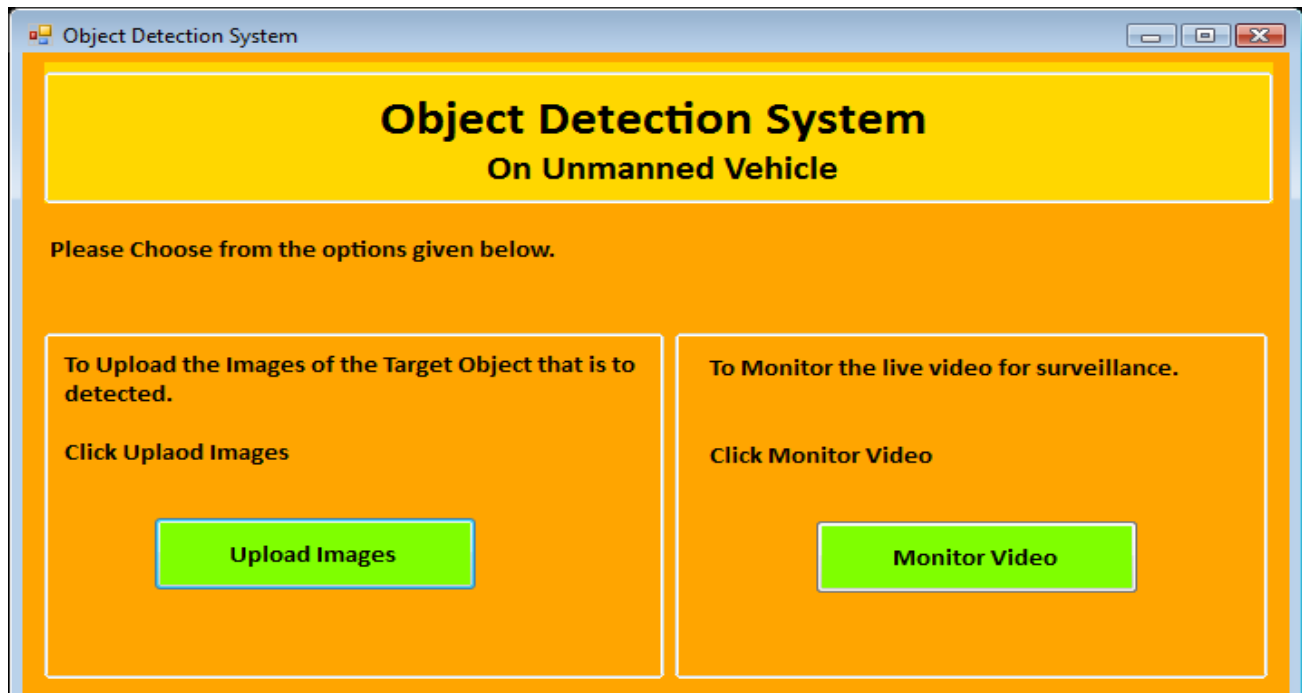 Object Detection System
Object Detection System
On Unmanned Vehicle
Please Choose from the options given below.
To Upload the Images of the Target Object that is to
detected.
Click Uplaod Images
Upload Images
To Monitor the live video for surveillance.
Click Monitor Video
Monitor Video